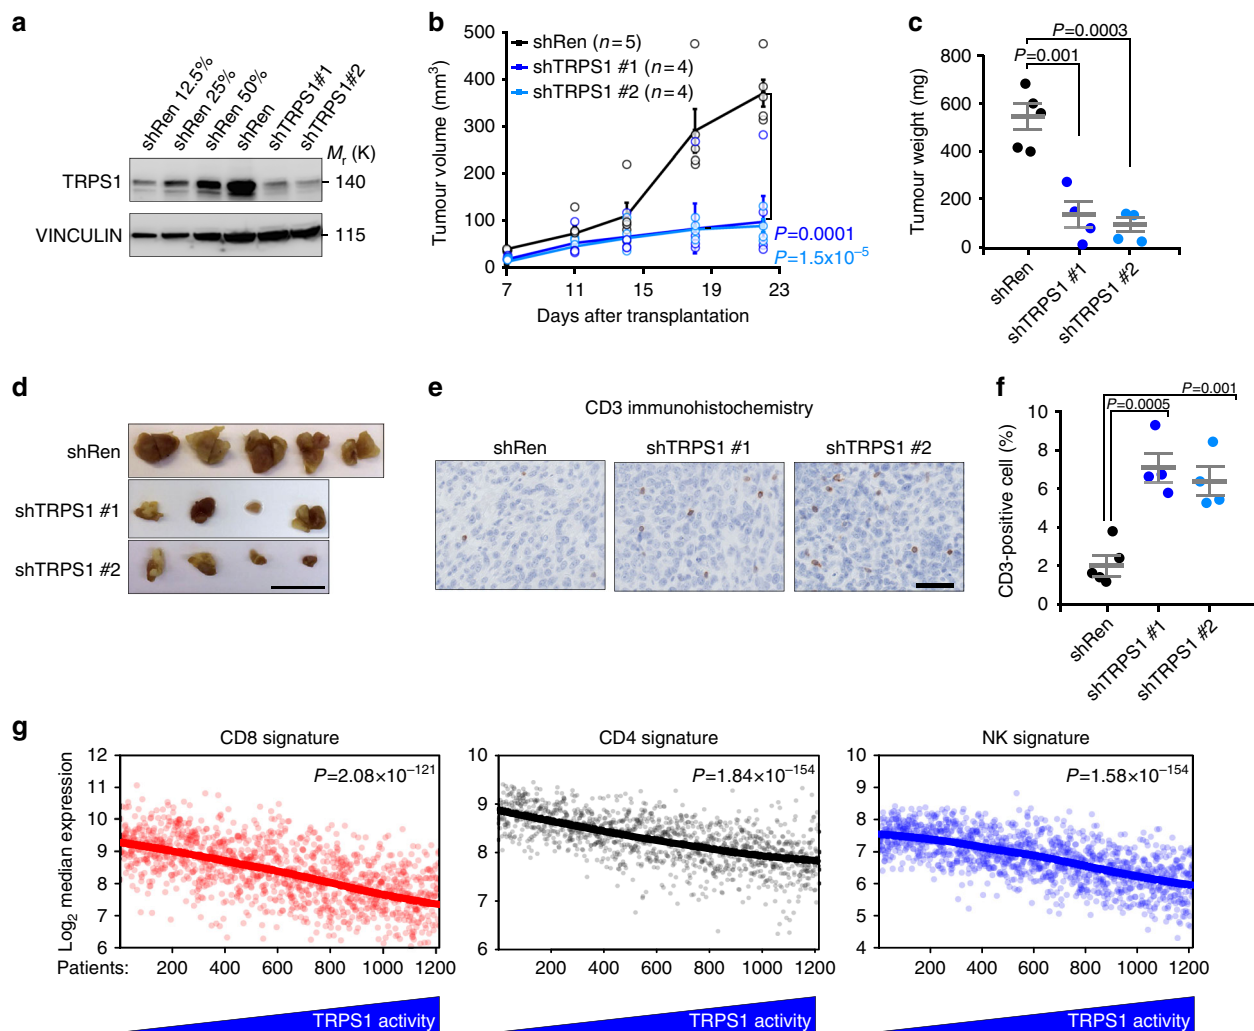 a
shRen 12.5%
shRen 25%
shRen 50%
shRen
shTRPS1#1
shTRPS1#2
Mr (K)
TRPS1
140
VINCULIN
115
b
Tumour volume (mm³)
500
400
300
200
100
0
shRen (n=5)
shTRPS1 #1 (n=4)
shTRPS1 #2 (n=4)
P=0.0001
P=1.5x10⁻⁵
7
11
15
19
23
Days after transplantation
c
Tumour weight (mg)
800
600
400
200
0
P=0.0003
P=0.001
shRen
shTRPS1 #1
shTRPS1 #2
d
shRen
shTRPS1 #1
shTRPS1 #2
e
CD3 immunohistochemistry
shRen
shTRPS1 #1
shTRPS1 #2
f
CD3-positive cell (%)
10
8
6
4
2
0
P=0.001
P=0.0005
shRen
shTRPS1 #1
shTRPS1 #2
g
Log₂ median expression
CD8 signature
P=2.08×10⁻¹²¹
12
11
10
9
8
7
6
Patients:
200
400
600
800
1000
1200
TRPS1 activity
CD4 signature
P=1.84×10⁻¹⁵⁴
10
9
8
7
6
200
400
600
800
1000
1200
TRPS1 activity
NK signature
P=1.58×10⁻¹⁵⁴
10
9
8
7
6
5
4
200
400
600
800
1000
1200
TRPS1 activity